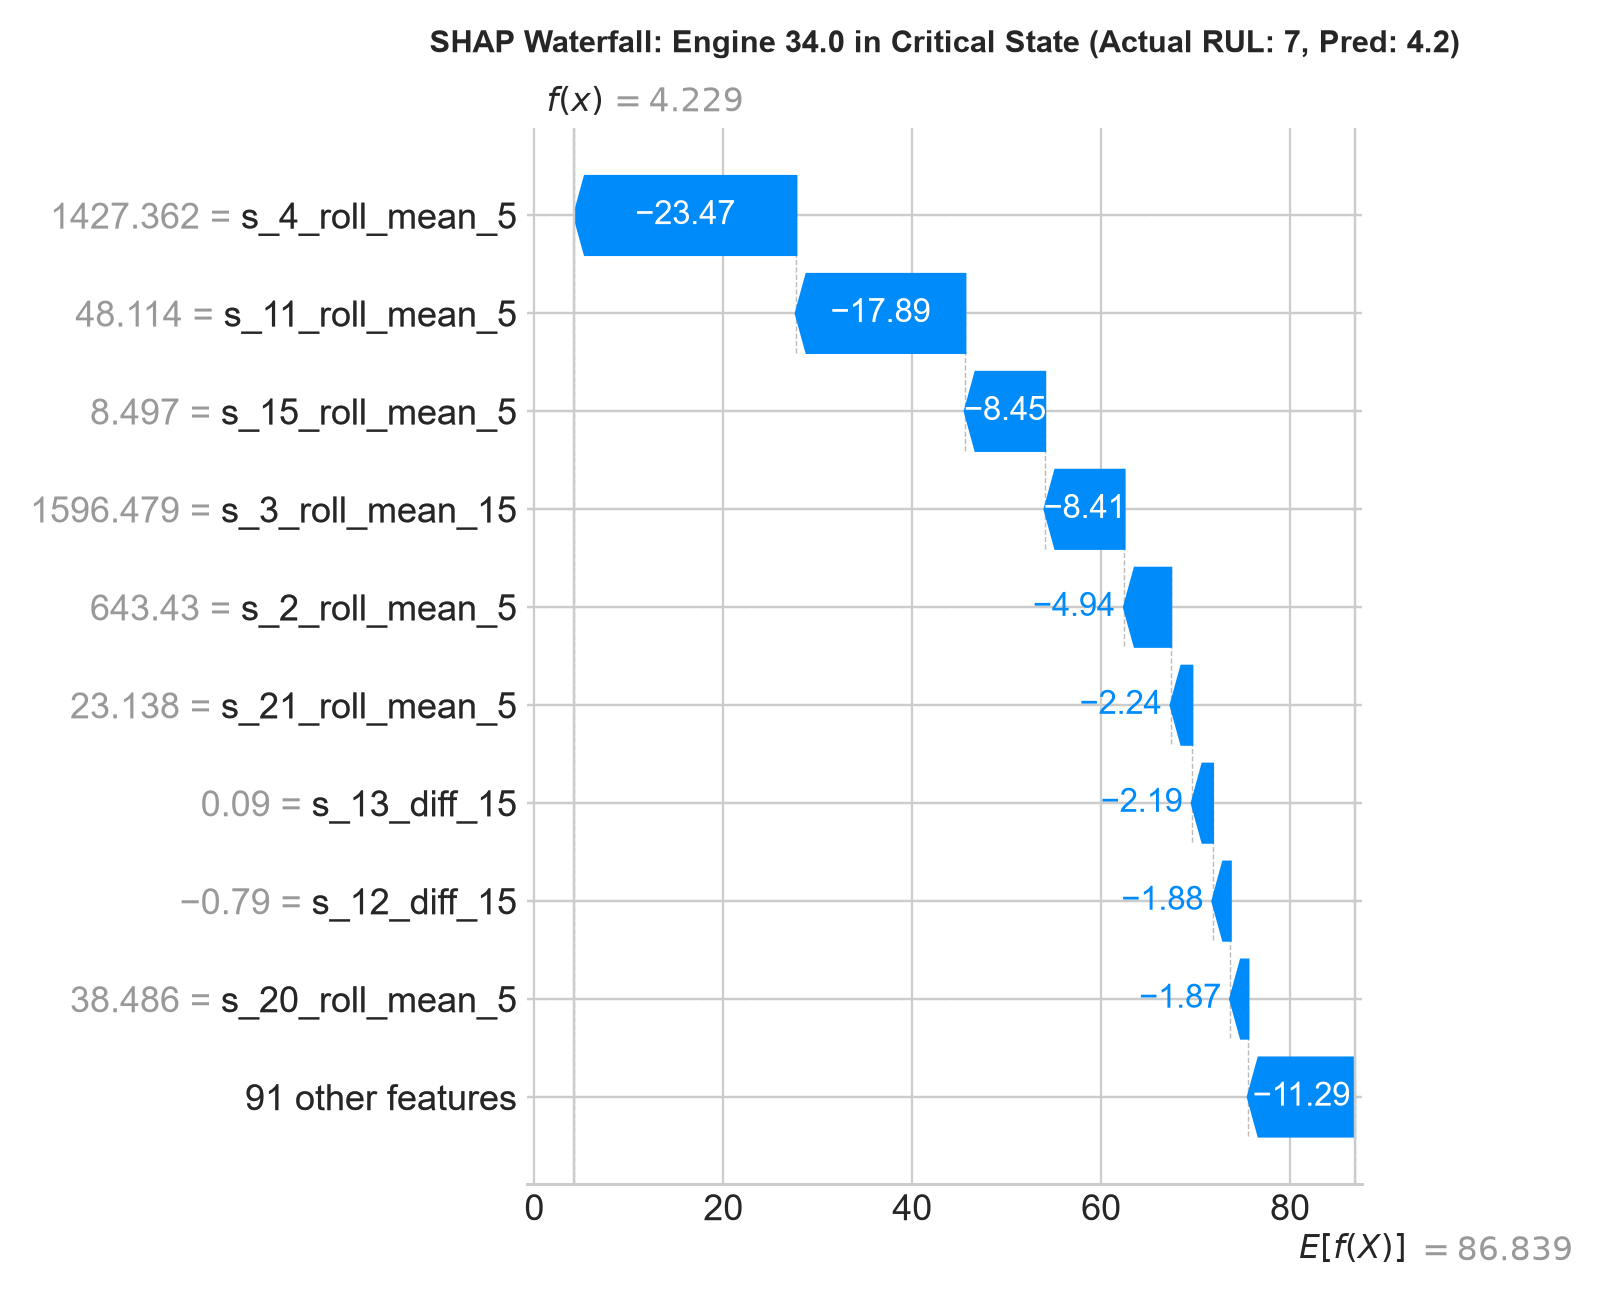 SHAP Waterfall: Engine 34.0 in Critical State (Actual RUL: 7, Pred: 4.2)
f(x) = 4.229
1427.362 = s_4_roll_mean_5 −23.47
48.114 = s_11_roll_mean_5 −17.89
8.497 = s_15_roll_mean_5 −8.45
1596.479 = s_3_roll_mean_15 −8.41
643.43 = s_2_roll_mean_5 −4.94
23.138 = s_21_roll_mean_5 −2.24
0.09 = s_13_diff_15 −2.19
−0.79 = s_12_diff_15 −1.88
38.486 = s_20_roll_mean_5 −1.87
91 other features −11.29
0 20 40 60 80
E[f(X)] = 86.839